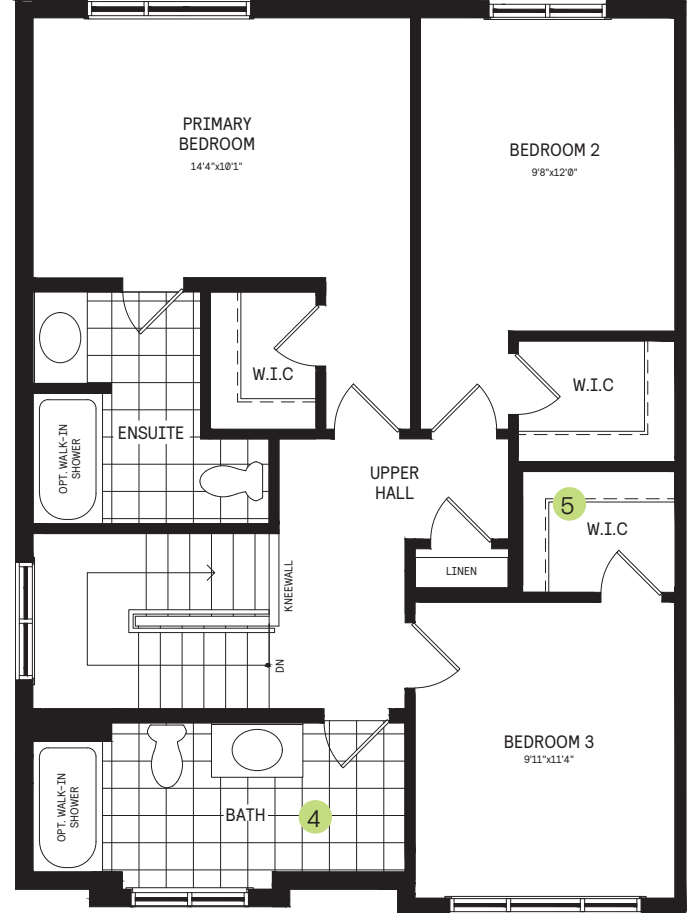 PRIMARY
BEDROOM
14'4"x10'1"
BEDROOM 2
9'8"x12'0"
W.I.C
W.I.C
OPT. WALK-IN
SHOWER
ENSUITE
UPPER
HALL
5
W.I.C
LINEN
KNEEWALL
DN
BEDROOM 3
9'11"x11'4"
OPT. WALK-IN
SHOWER
BATH
4